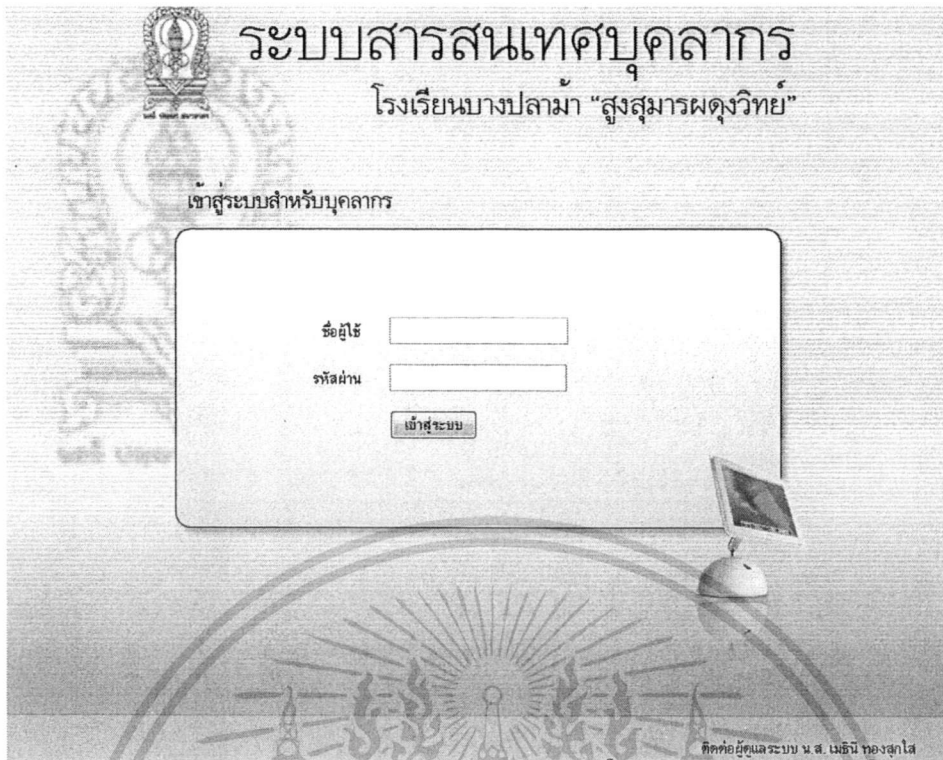 ระบบสารสนเทศบุคลากร
โรงเรียนบางปลาม้า “สูงสุมารผดุงวิทย์”
เข้าสู่ระบบสำหรับบุคลากร
ชื่อผู้ใช้
รหัสผ่าน
เข้าสู่ระบบ
ติดต่อผู้ดูแลระบบ น.ส. เมธินี ทองสุกใส